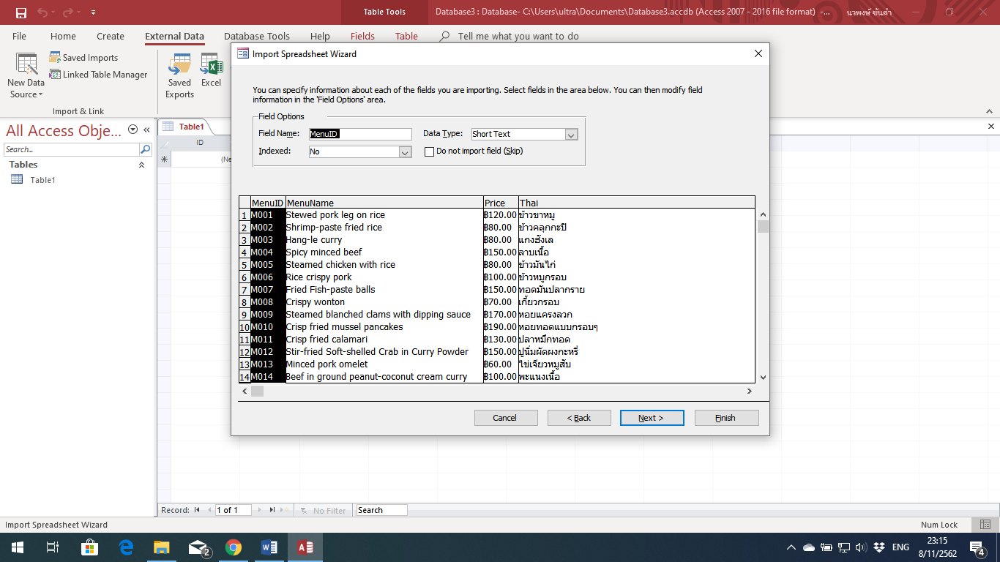 Table Tools
Database3 : Database- C:\Users\ultra\Documents\Database3.accdb (Access 2007 - 2016 file format) -...
นวพงษ์ ซันคำ
File Home Create External Data Database Tools Help Fields Table Tell me what you want to do
New Data Source
Saved Imports
Linked Table Manager
Import & Link
Saved Exports
Excel
Import Spreadsheet Wizard
You can specify information about each of the fields you are importing. Select fields in the area below. You can then modify field
information in the 'Field Options' area.
Field Options
Field Name: MenuID Data Type: Short Text
Indexed: No Do not import field (Skip)
MenuID MenuName Price Thai
1 M001 Stewed pork leg on rice ฿120.00 ข้าวขาหมู
2 M002 Shrimp-paste fried rice ฿80.00 ข้าวคลุกกะปิ
3 M003 Hang-le curry ฿80.00 แกงฮังเล
4 M004 Spicy minced beef ฿150.00 ลาบเนื้อ
5 M005 Steamed chicken with rice ฿80.00 ข้าวมันไก่
6 M006 Rice crispy pork ฿100.00 ข้าวหมูกรอบ
7 M007 Fried Fish-paste balls ฿150.00 ทอดมันปลากราย
8 M008 Crispy wonton ฿70.00 เกี้ยวกรอบ
9 M009 Steamed blanched clams with dipping sauce ฿170.00 หอยแครงลวก
10 M010 Crisp fried mussel pancakes ฿190.00 หอยทอดแบบกรอบๆ
11 M011 Crisp fried calamari ฿130.00 ปลาหมึกทอด
12 M012 Stir-fried Soft-shelled Crab in Curry Powder ฿150.00 ปูนิ่มผัดผงกะหรี่
13 M013 Minced pork omelet ฿60.00 ไข่เจียวหมูสับ
14 M014 Beef in ground peanut-coconut cream curry ฿100.00 พะแนงเนื้อ
Cancel < Back Next > Finish
All Access Obje...
Search...
Tables
Table1
Table1
ID
(Ne
Record: 1 of 1 No Filter Search
Import Spreadsheet Wizard
Num Lock
2
ENG
23:15
8/11/2562
4